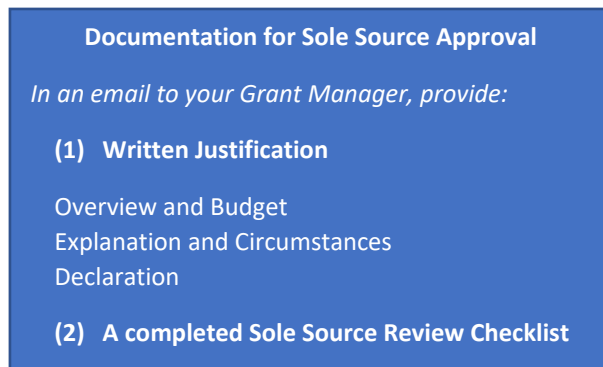 Documentation for Sole Source Approval
In an email to your Grant Manager, provide:
(1) Written Justification
Overview and Budget
Explanation and Circumstances
Declaration
(2) A completed Sole Source Review Checklist